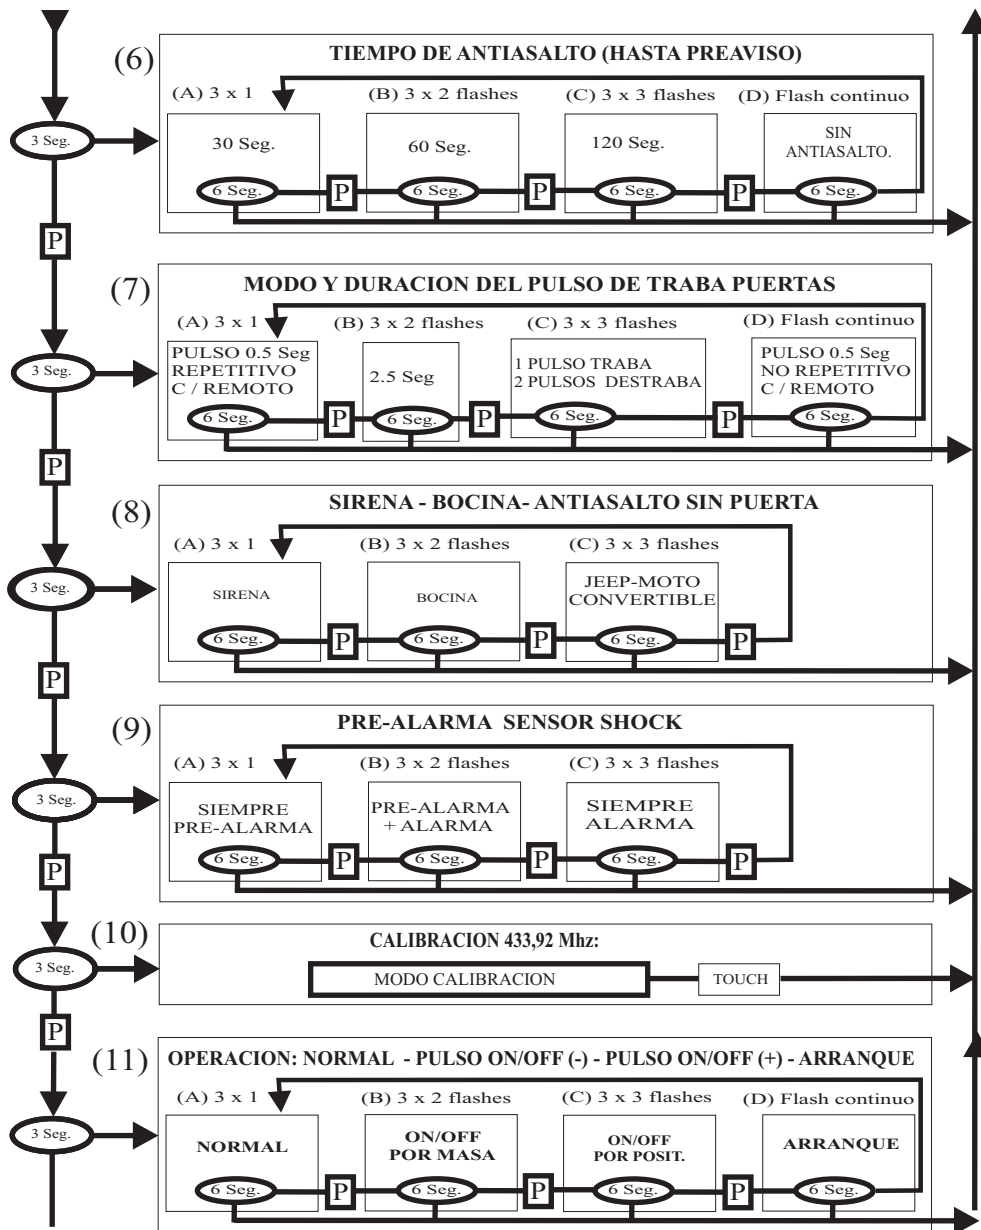 (6)
TIEMPO DE ANTIASALTO (HASTA PREAVISO)
(A) 3 x 1 (B) 3 x 2 flashes (C) 3 x 3 flashes (D) Flash continuo
3 Seg.
30 Seg. 60 Seg. 120 Seg. SIN
ANTIASALTO.
6 Seg. P 6 Seg. P 6 Seg. P 6 Seg.
P
(7)
MODO Y DURACION DEL PULSO DE TRABA PUERTAS
(A) 3 x 1 (B) 3 x 2 flashes (C) 3 x 3 flashes (D) Flash continuo
3 Seg.
PULSO 0.5 Seg
REPETITIVO
C / REMOTO
2.5 Seg
1 PULSO TRABA
2 PULSOS DESTRABA
PULSO 0.5 Seg
NO REPETITIVO
C / REMOTO
6 Seg. P 6 Seg. P 6 Seg. P 6 Seg.
P
(8)
SIRENA - BOCINA- ANTIASALTO SIN PUERTA
(A) 3 x 1 (B) 3 x 2 flashes (C) 3 x 3 flashes
3 Seg.
SIRENA BOCINA JEEP-MOTO
CONVERTIBLE
6 Seg. P 6 Seg. P 6 Seg. P
P
(9)
PRE-ALARMA SENSOR SHOCK
(A) 3 x 1 (B) 3 x 2 flashes (C) 3 x 3 flashes
3 Seg.
SIEMPRE
PRE-ALARMA
PRE-ALARMA
+ ALARMA
SIEMPRE
ALARMA
6 Seg. P 6 Seg. P 6 Seg. P
P
(10)
CALIBRACION 433,92 Mhz:
3 Seg.
MODO CALIBRACION TOUCH
P
(11)
OPERACION: NORMAL - PULSO ON/OFF (-) - PULSO ON/OFF (+) - ARRANQUE
(A) 3 x 1 (B) 3 x 2 flashes (C) 3 x 3 flashes (D) Flash continuo
3 Seg.
NORMAL
ON/OFF
POR MASA
ON/OFF
POR POSIT.
ARRANQUE
6 Seg. P 6 Seg. P 6 Seg. P 6 Seg.